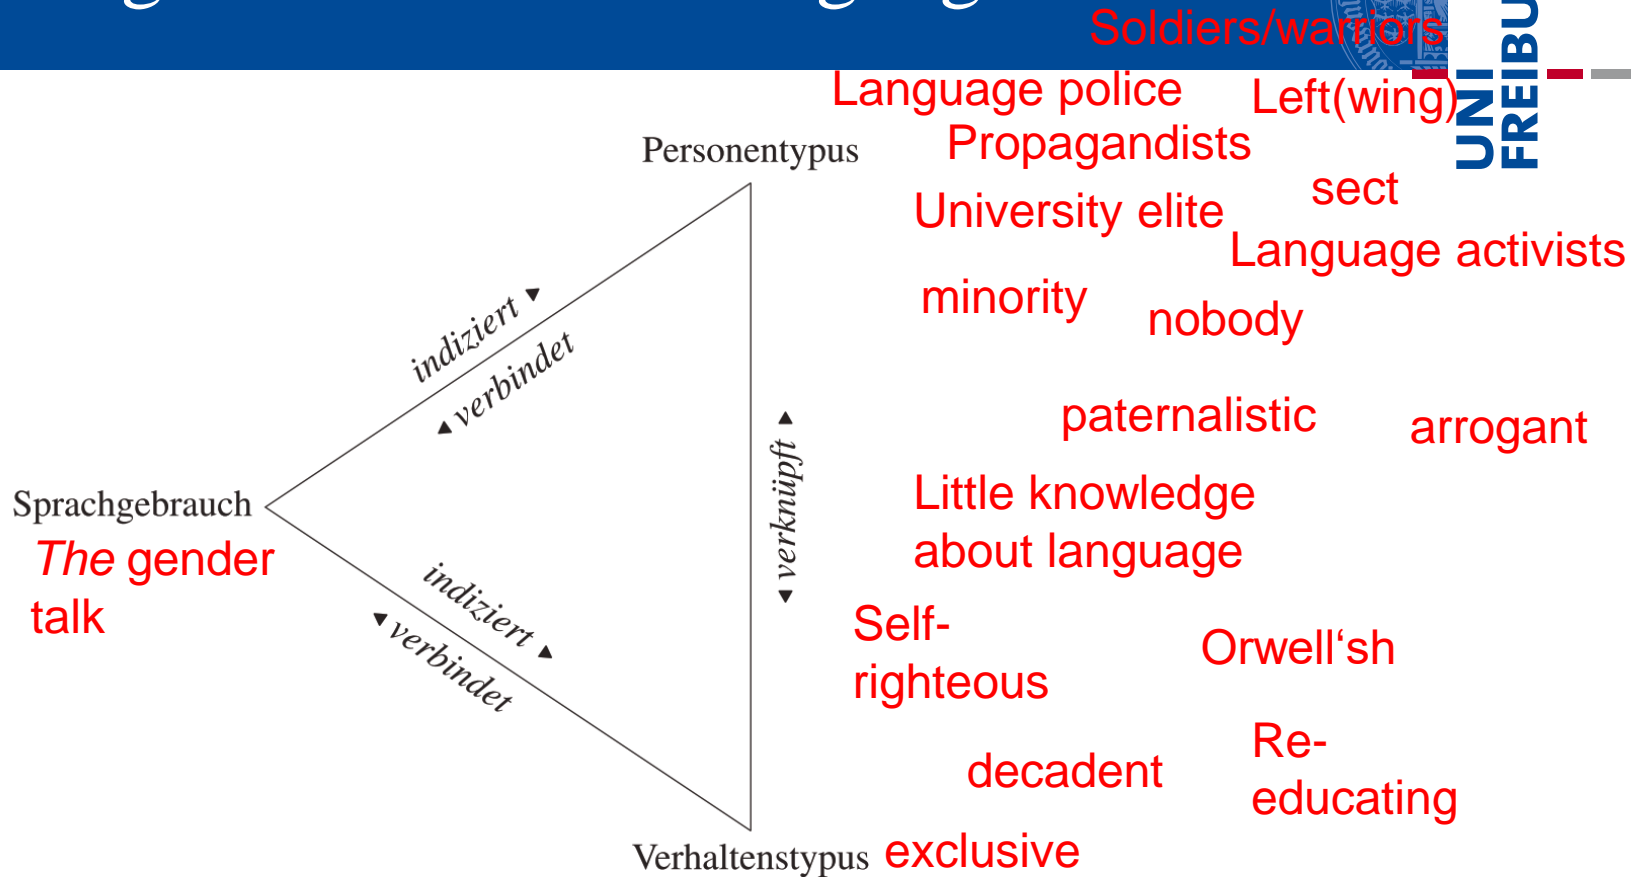 Soldiers/warriors
UNI
FREIBU
Language police
Left(wing)
Propagandists
Personentypus
sect
University elite
Language activists
minority
nobody
◂ indiziert ▸
◂ verbindet
paternalistic
arrogant
◂ verknüpft ▸
Little knowledge
about language
Sprachgebrauch
The gender
talk
indiziert ▸
◂ verbindet
Self-
righteous
Orwell‘sh
Re-
educating
decadent
exclusive
Verhaltenstypus